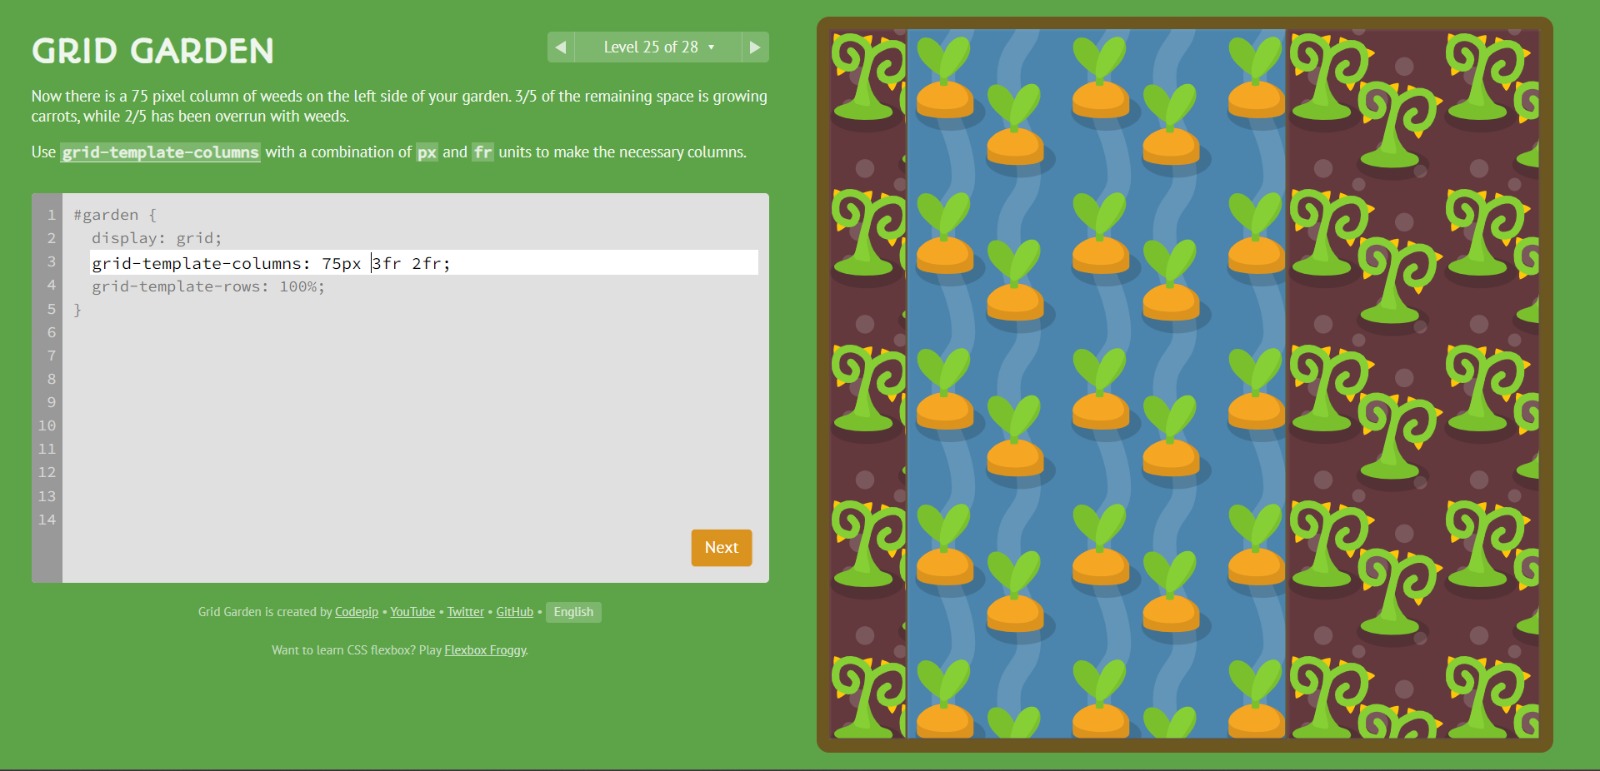 GRID GARDEN
◀ Level 25 of 28 ▾ ▶
Now there is a 75 pixel column of weeds on the left side of your garden. 3/5 of the remaining space is growing
carrots, while 2/5 has been overrun with weeds.
Use grid-template-columns with a combination of px and fr units to make the necessary columns.
1 #garden {
2 display: grid;
3 grid-template-columns: 75px 3fr 2fr;
4 grid-template-rows: 100%;
5 }
6
7
8
9
10
11
12
13
14
Next
Grid Garden is created by Codepip • YouTube • Twitter • GitHub • English
Want to learn CSS flexbox? Play Flexbox Froggy.